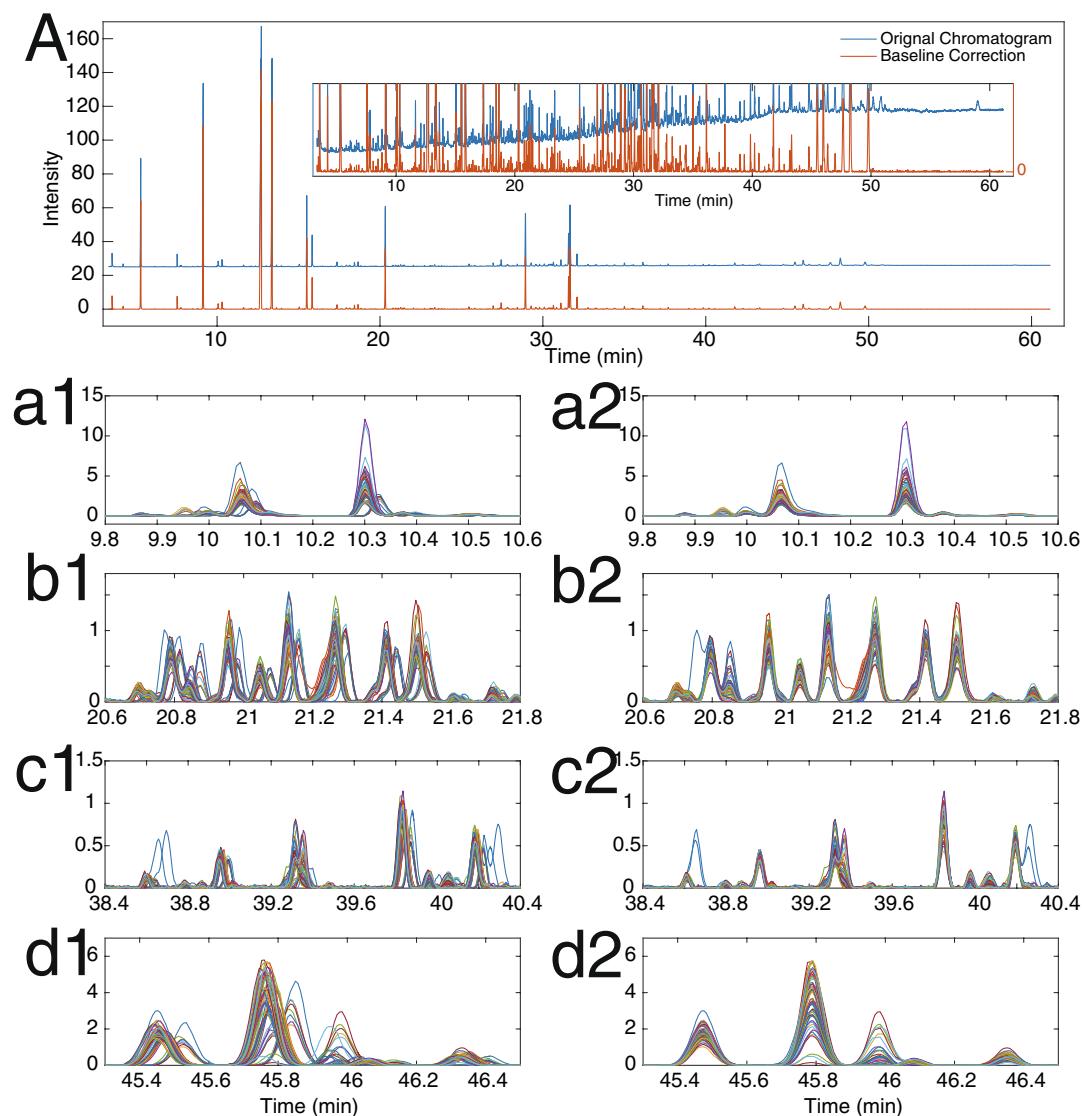 A
160
140
120
100
80
60
40
20
0
Intensity
Orignal Chromatogram
Baseline Correction
0
10 20 30 40 50 60
Time (min)
10 20 30 40 50 60
Time (min)
a1
15
10
5
0
9.8 9.9 10 10.1 10.2 10.3 10.4 10.5 10.6
a2
15
10
5
0
9.8 9.9 10 10.1 10.2 10.3 10.4 10.5 10.6
b1
1
0
20.6 20.8 21 21.2 21.4 21.6 21.8
b2
1
0
20.6 20.8 21 21.2 21.4 21.6 21.8
c1
1.5
1
0.5
0
38.4 38.8 39.2 39.6 40 40.4
c2
1.5
1
0.5
0
38.4 38.8 39.2 39.6 40 40.4
d1
6
4
2
0
45.4 45.6 45.8 46 46.2 46.4
Time (min)
d2
6
4
2
0
45.4 45.6 45.8 46 46.2 46.4
Time (min)